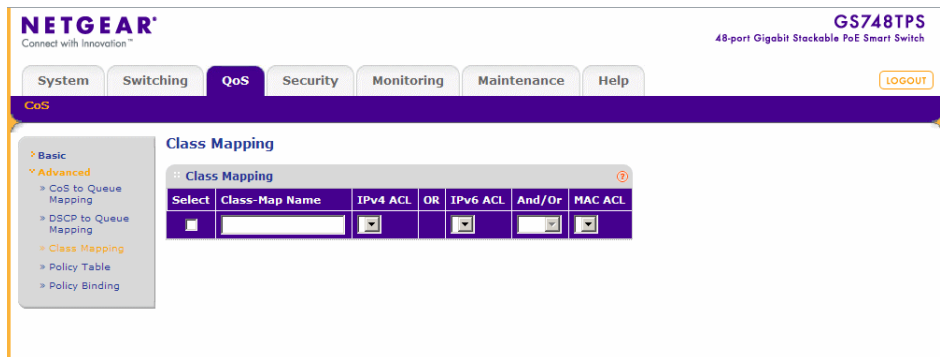 NETGEAR®
Connect with Innovation™
GS748TPS
48-port Gigabit Stackable PoE Smart Switch
System Switching QoS Security Monitoring Maintenance Help LOGOUT
CoS
Basic
Advanced
» CoS to Queue
Mapping
» DSCP to Queue
Mapping
» Class Mapping
» Policy Table
» Policy Binding
Class Mapping
Class Mapping ?
Select Class-Map Name IPv4 ACL OR IPv6 ACL And/Or MAC ACL